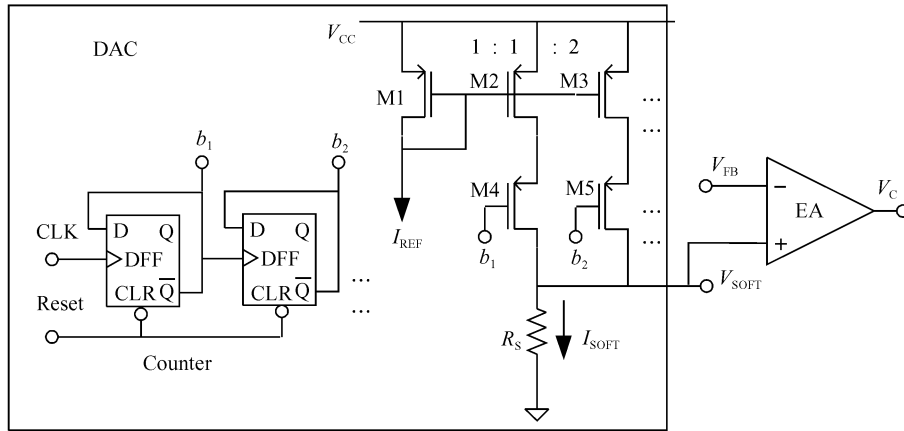 DAC
V_CC
1 : 1 : 2
M1
M2
M3
...
...
b_1
b_2
M4
M5
V_FB
V_C
−
EA
+
I_REF
b_1
b_2
...
...
CLK
D Q
DFF
CLR Q̅
D Q
DFF
CLR Q̅
...
...
V_SOFT
Reset
Counter
R_S
I_SOFT